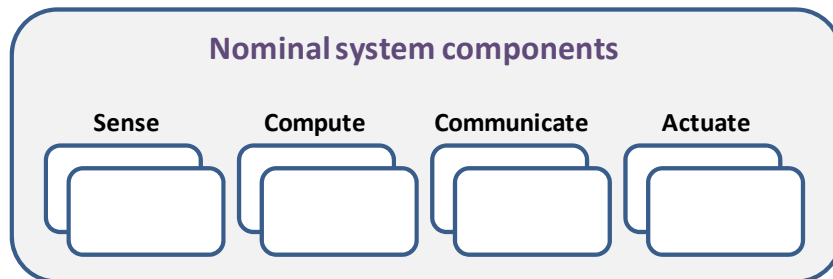 Nominal system components
Sense Compute Communicate Actuate